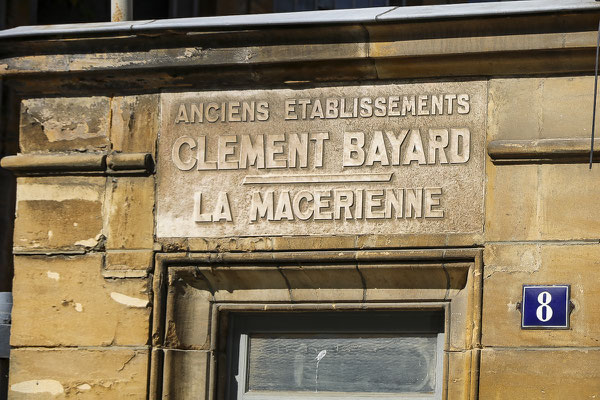 ANCIENS ETABLISSEMENTS
CLEMENT BAYARD
LA MACERIENNE
8